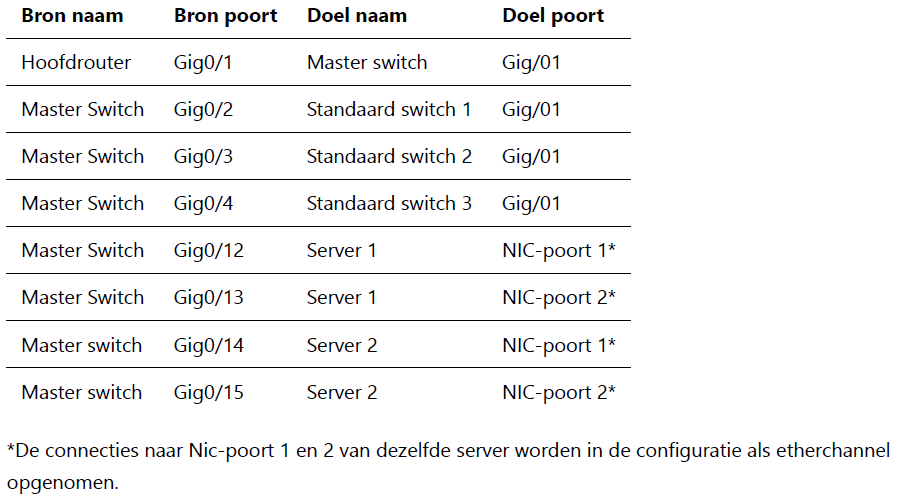 Bron naam Bron poort Doel naam Doel poort
Hoofdrouter Gig0/1 Master switch Gig/01
Master Switch Gig0/2 Standaard switch 1 Gig/01
Master Switch Gig0/3 Standaard switch 2 Gig/01
Master Switch Gig0/4 Standaard switch 3 Gig/01
Master Switch Gig0/12 Server 1 NIC-poort 1*
Master Switch Gig0/13 Server 1 NIC-poort 2*
Master switch Gig0/14 Server 2 NIC-poort 1*
Master switch Gig0/15 Server 2 NIC-poort 2*
*De connecties naar Nic-poort 1 en 2 van dezelfde server worden in de configuratie als etherchannel
opgenomen.